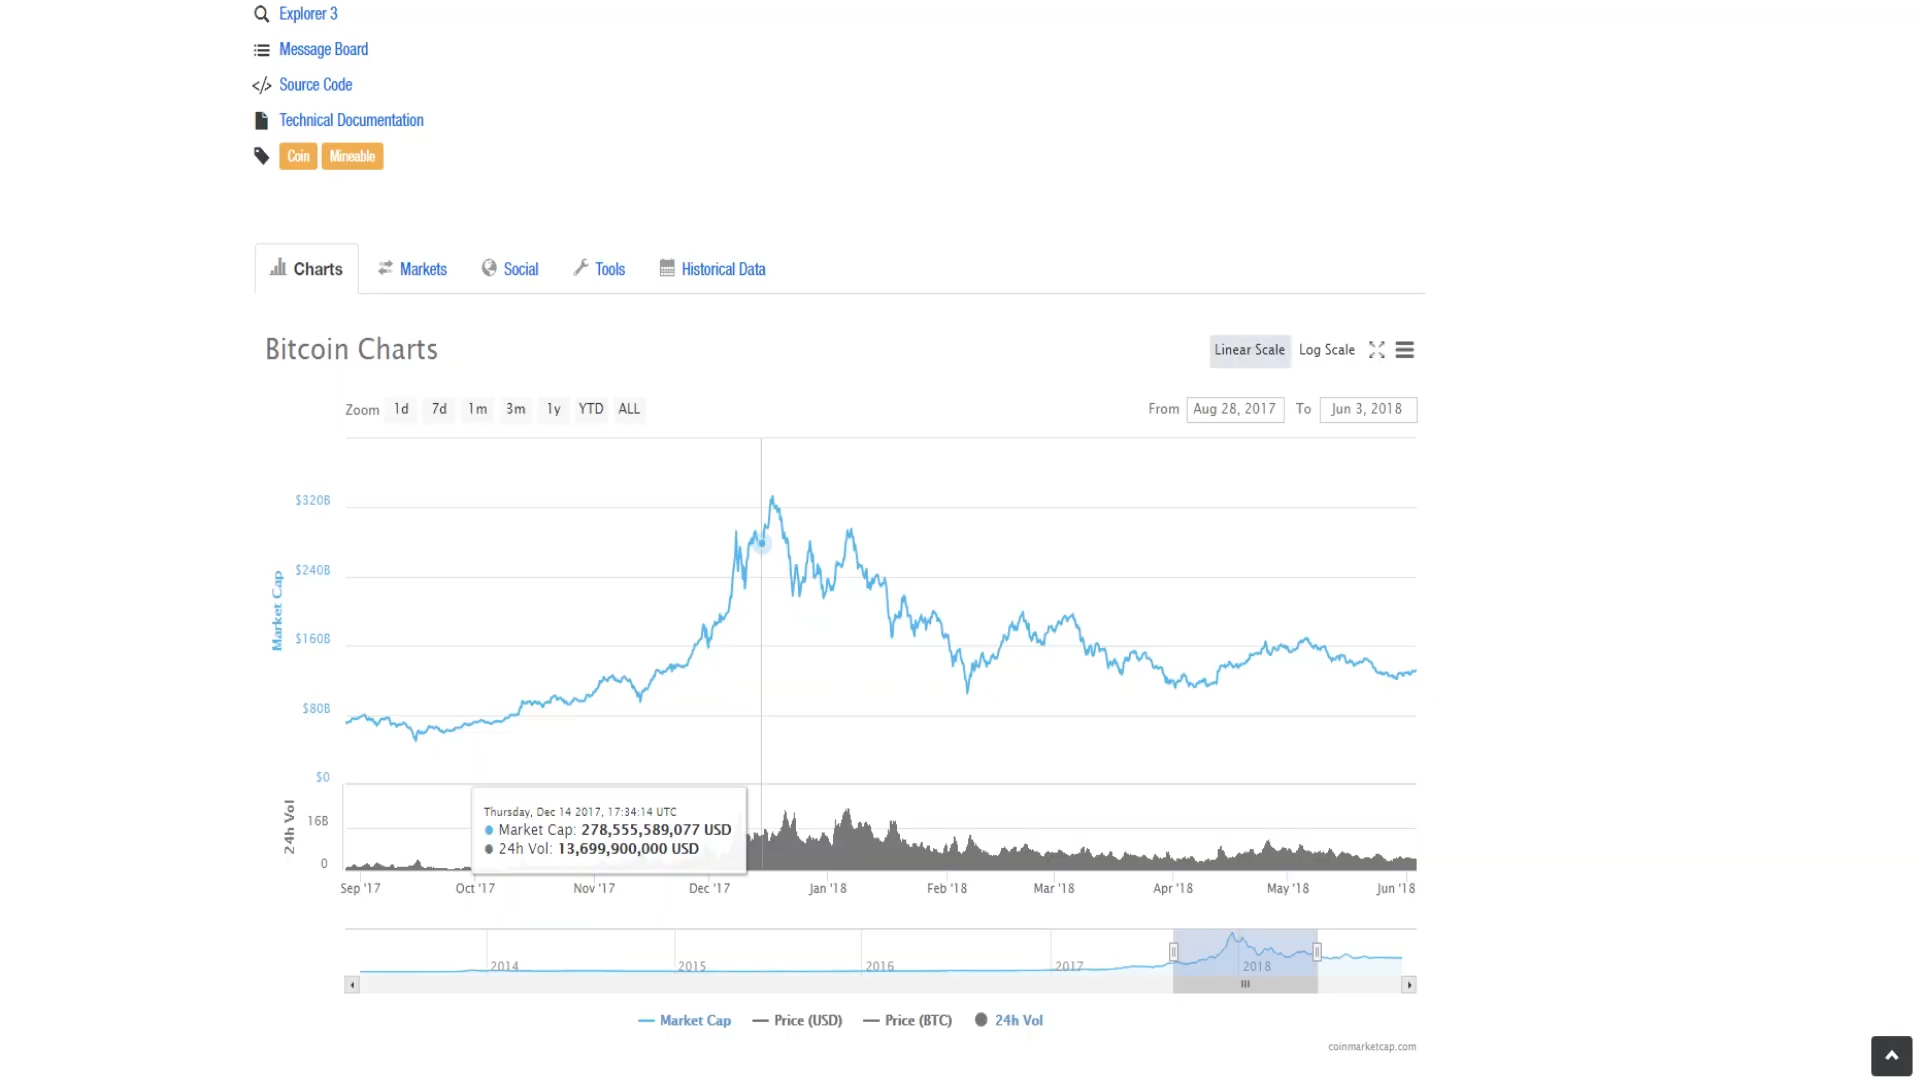 Explorer 3
Message Board
Source Code
Technical Documentation
Coin Mineable
Charts Markets Social Tools Historical Data
Bitcoin Charts
Linear Scale Log Scale
Zoom 1d 7d 1m 3m 1y YTD ALL
From Aug 28, 2017 To Jun 3, 2018
$320B
$240B
Market Cap
$160B
$80B
$0
24h Vol
16B
0
Thursday, Dec 14 2017, 17:34:14 UTC
Market Cap: 278,555,589,077 USD
24h Vol: 13,699,900,000 USD
Sep '17 Oct '17 Nov '17 Dec '17 Jan '18 Feb '18 Mar '18 Apr '18 May '18 Jun '18
2014 2015 2016 2017 2018
Market Cap Price (USD) Price (BTC) 24h Vol
coinmarketcap.com